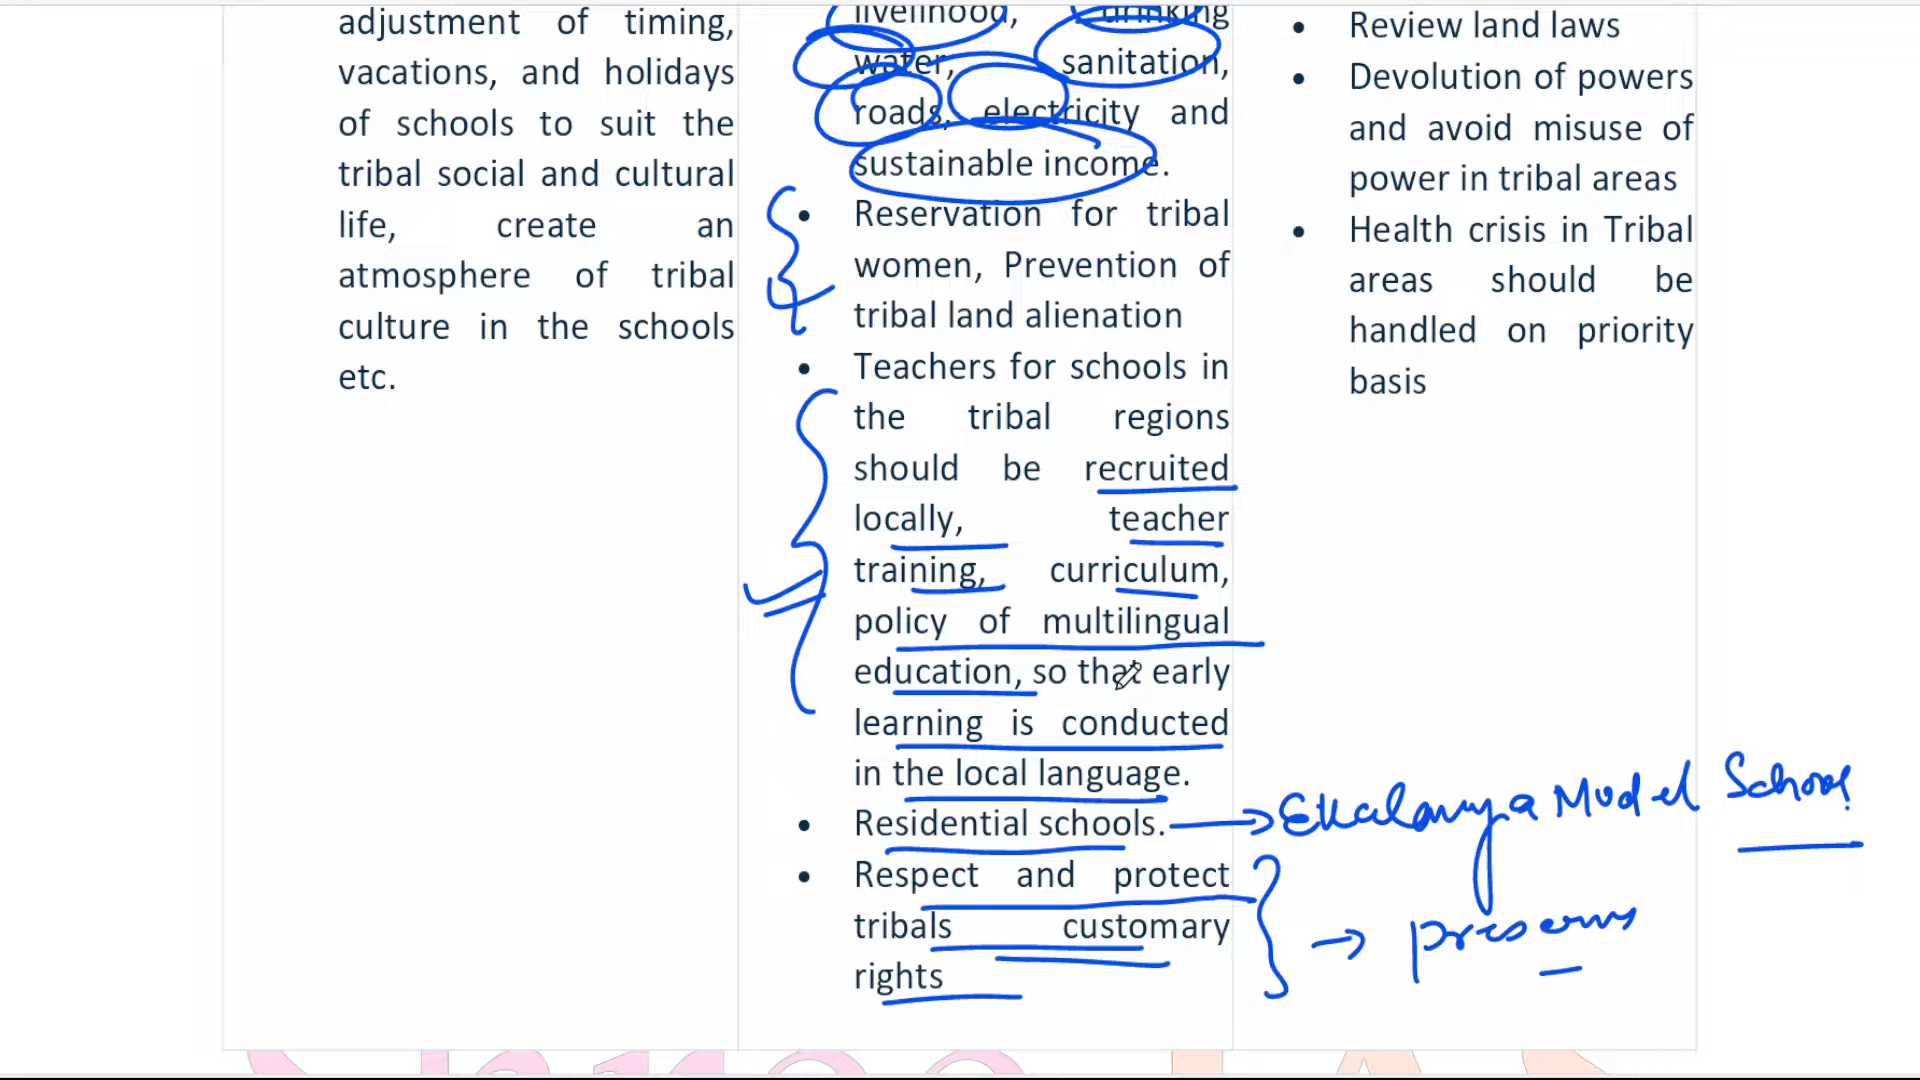 adjustment of timing,
vacations, and holidays
of schools to suit the
tribal social and cultural
life, create an
atmosphere of tribal
culture in the schools
etc.
livelihood, drinking
water, sanitation,
roads, electricity and
sustainable income.
• Reservation for tribal
women, Prevention of
tribal land alienation
• Teachers for schools in
the tribal regions
should be recruited
locally, teacher
training, curriculum,
policy of multilingual
education, so that early
learning is conducted
in the local language.
• Residential schools.
• Respect and protect
tribals customary
rights
• Review land laws
• Devolution of powers
and avoid misuse of
power in tribal areas
• Health crisis in Tribal
areas should be
handled on priority
basis
→ Ekalavya Model School
→